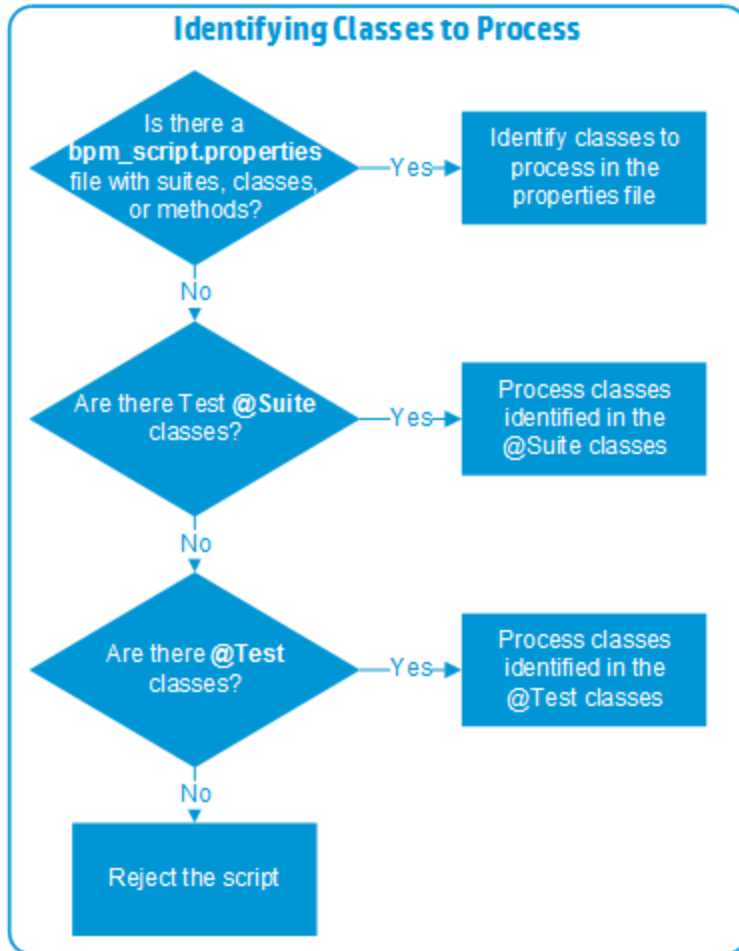 Identifying Classes to Process
Is there a
bpm_script.properties
file with suites, classes,
or methods?
Yes
Identify classes to
process in the
properties file
No
Are there Test @Suite
classes?
Yes
Process classes
identified in the
@Suite classes
No
Are there @Test
classes?
Yes
Process classes
identified in the
@Test classes
No
Reject the script